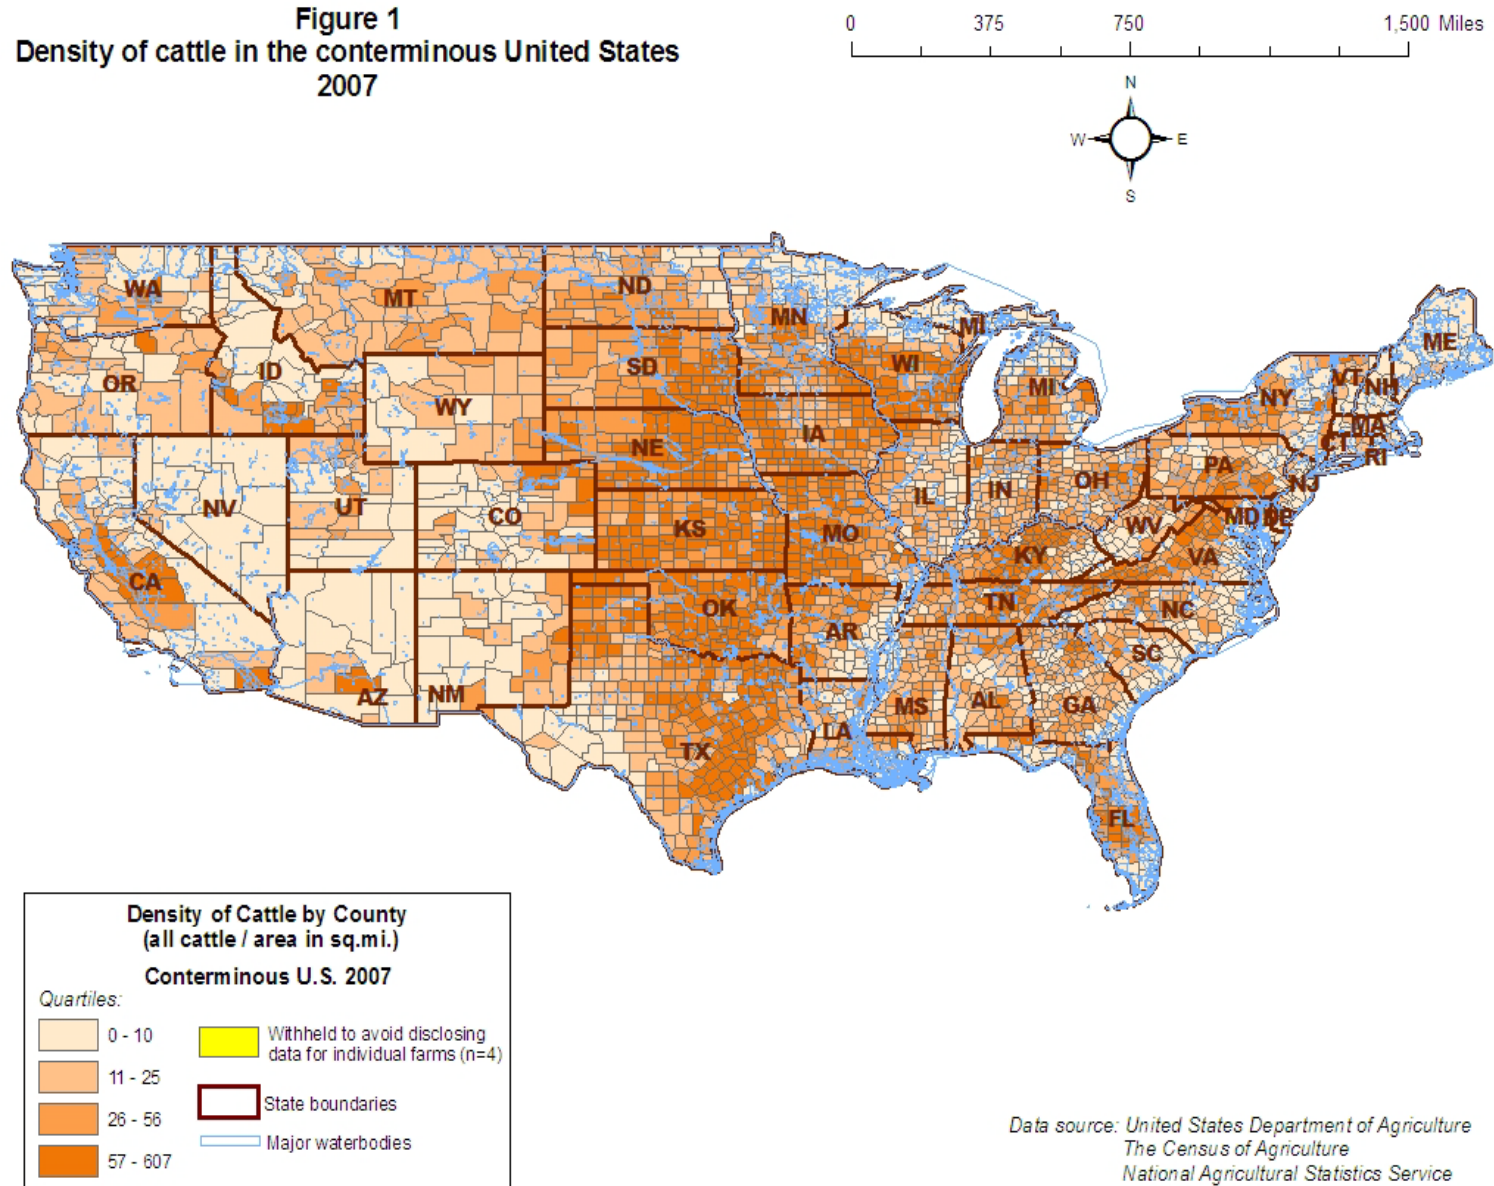 Figure 1
Density of cattle in the conterminous United States
2007
0 375 750 1,500 Miles
N
W E
S
WA
MT
ND
MN
MI
ME
OR
ID
WY
SD
WI
MI
NY
VT
NH
MA
CT
RI
NV
UT
CO
NE
IA
IL
IN
OH
PA
NJ
CA
KS
MO
KY
WV
MD
DE
VA
AZ
NM
OK
AR
TN
NC
SC
TX
LA
MS
AL
GA
FL
Density of Cattle by County
(all cattle / area in sq.mi.)
Conterminous U.S. 2007
Quartiles:
0 - 10
11 - 25
26 - 56
57 - 607
Withheld to avoid disclosing
data for individual farms (n=4)
State boundaries
Major waterbodies
Data source: United States Department of Agriculture
The Census of Agriculture
National Agricultural Statistics Service